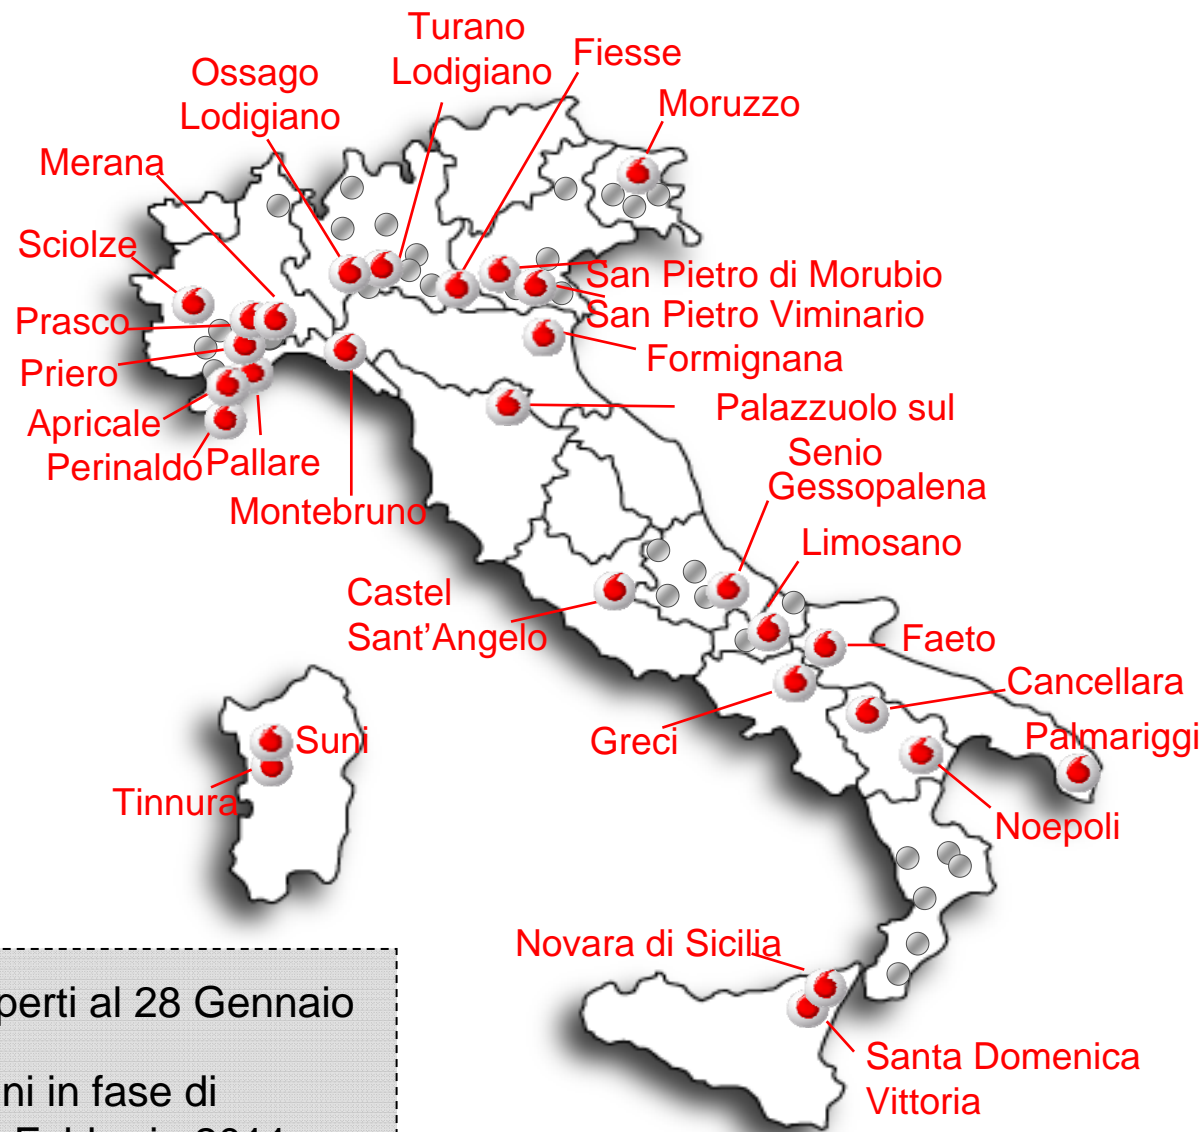 Turano
Lodigiano
Fiesse
Ossago
Lodigiano
Moruzzo
Merana
Sciolze
San Pietro di Morubio
San Pietro Viminario
Prasco
Formignana
Priero
Palazzuolo sul
Senio
Apricale
Perinaldo
Pallare
Montebruno
Gessopalena
Limosano
Castel
Sant’Angelo
Faeto
Cancellara
Greci
Palmariggi
Suni
Tinnura
Noepoli
Novara di Sicilia
Santa Domenica
Vittoria
perti al 28 Gennaio
ni in fase di